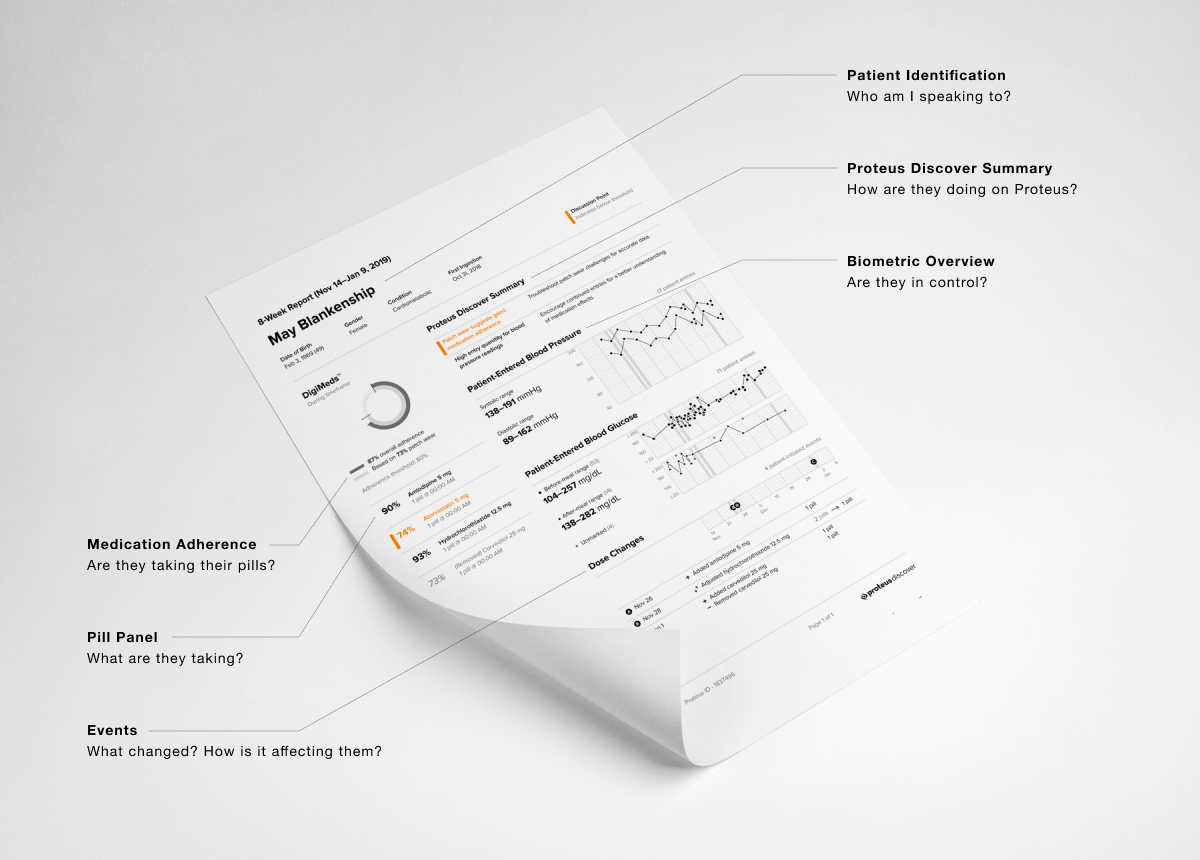 Patient Identification
Who am I speaking to?
Proteus Discover Summary
How are they doing on Proteus?
Biometric Overview
Are they in control?
Medication Adherence
Are they taking their pills?
Pill Panel
What are they taking?
Events
What changed? How is it affecting them?
Discussion Point
Indicates below threshold
8-Week Report (Nov 14–Jan 9, 2019)
May Blankenship
Date of Birth
Feb 3, 1969 (49)
Gender
Female
Condition
Cardiometabolic
First Ingestion
Oct 31, 2018
DigiMeds™
During timeframe
67% overall adherence
Based on 73% patch wear
Adherence threshold: 80%
90%
Amlodipine 5 mg
1 pill @ 00:00 AM
74%
Atorvastatin 5 mg
1 pill @ 00:00 AM
93%
Hydrochlorothiazide 12.5 mg
1 pill @ 00:00 AM
73%
(Removed) Carvedilol 25 mg
1 pill @ 00:00 AM
Proteus Discover Summary
Patch wear suggests good
medication adherence.
Troubleshoot patch wear challenges for accurate data.
High entry quantity for blood
pressure readings
Encourage continued entries for a better understanding
of medication effects.
Patient-Entered Blood Pressure
17 patient entries
Systolic range
138–191 mmHg
Diastolic range
89–162 mmHg
Patient-Entered Blood Glucose
71 patient entries
Before-meal range (53)
104–257 mg/dL
After-meal range (14)
138–282 mg/dL
Unmarked (4)
4 patient-initiated events
Dose Changes
Nov 26
+ Added amlodipine 5 mg
1 pill
Nov 28
Adjusted hydrochlorothiazide 12.5 mg
2 pills → 1 pill
+ Added carvedilol 25 mg
1 pill
– Removed carvedilol 25 mg
1 pill
Proteus ID - 1837496
Page 1 of 1
proteusdiscover